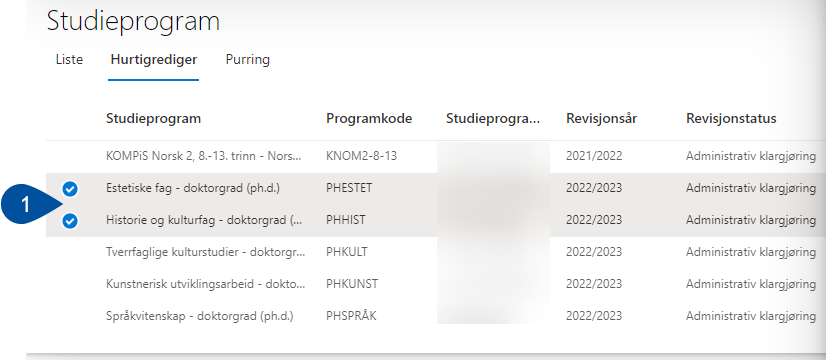 Studieprogram
Liste Hurtigrediger Purring
Studieprogram Programkode Studieprogra... Revisjonsår Revisjonstatus
KOMPiS Norsk 2, 8.-13. trinn - Nors... KNOM2-8-13 2021/2022 Administrativ klargjøring
Estetiske fag - doktorgrad (ph.d.) PHESTET 2022/2023 Administrativ klargjøring
1
Historie og kulturfag - doktorgrad (... PHHIST 2022/2023 Administrativ klargjøring
Tverrfaglige kulturstudier - doktorgr... PHKULT 2022/2023 Administrativ klargjøring
Kunstnerisk utviklingsarbeid - dokto... PHKUNST 2022/2023 Administrativ klargjøring
Språkvitenskap - doktorgrad (ph.d.) PHSPRÅK 2022/2023 Administrativ klargjøring